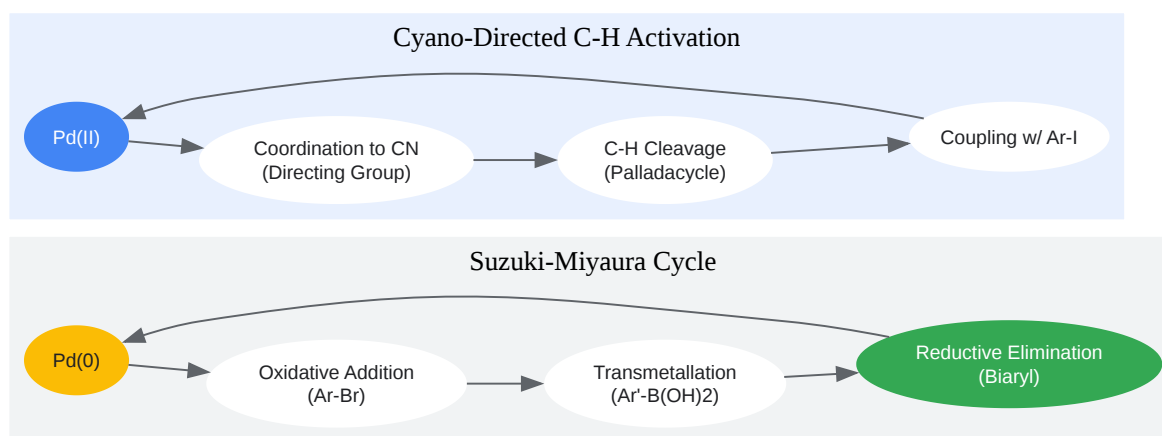 Cyano-Directed C-H Activation
Pd(II)
Coordination to CN
(Directing Group)
C-H Cleavage
(Palladacycle)
Coupling w/ Ar-I
Suzuki-Miyaura Cycle
Pd(0)
Oxidative Addition
(Ar-Br)
Transmetallation
(Ar'-B(OH)2)
Reductive Elimination
(Biaryl)